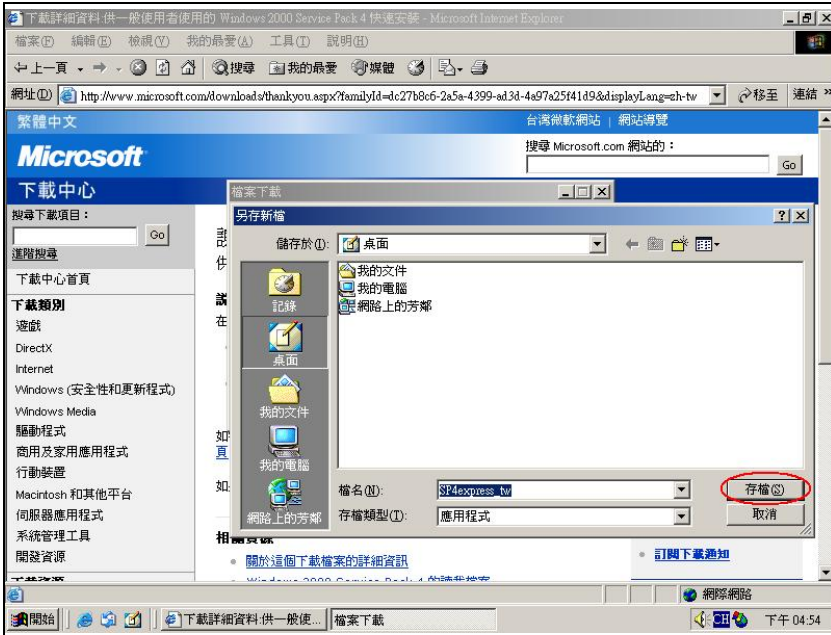 下載詳細資料:供一般使用者使用的 Windows 2000 Service Pack 4 快速安裝 - Microsoft Internet Explorer
檔案(F) 編輯(E) 檢視(V) 我的最愛(A) 工具(T) 說明(H)
上一頁 搜尋 我的最愛 媒體
網址(D) http://www.microsoft.com/downloads/thankyou.aspx?familyId=dc27b8c6-2a5a-4399-ad3d-4a97a25f41d9&displayLang=zh-tw 移至 連結 »
繁體中文 台灣微軟網站 | 網站導覽
Microsoft
搜尋 Microsoft.com 網站的：
Go
下載中心
搜尋下載項目：
Go
進階搜尋
下載中心首頁
下載類別
遊戲
DirectX
Internet
Windows (安全性和更新程式)
Windows Media
驅動程式
商用及家用應用程式
行動裝置
Macintosh 和其他平台
伺服器應用程式
系統管理工具
開發資源
檔案下載
另存新檔
儲存於(I): 桌面
記錄
桌面
我的文件
我的電腦
網路上的芳鄰
我的文件
我的電腦
網路上的芳鄰
檔名(N): SP4express_tw 存檔(S)
存檔類型(T): 應用程式 取消
供
在
如
頁
如
關於這個下載檔案的詳細資訊
訂閱下載通知
網際網路
開始 下載詳細資料:供一般使... 檔案下載 CH 下午 04:54